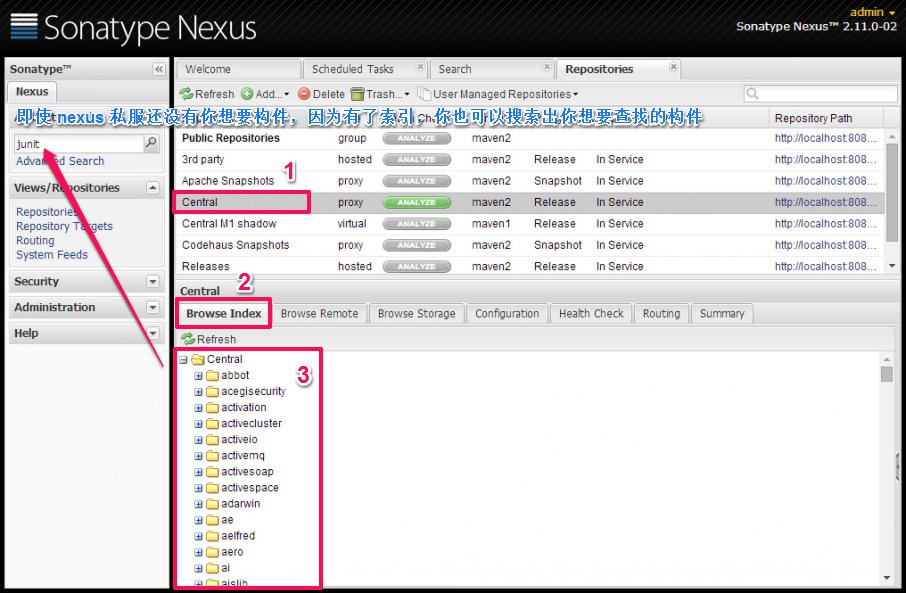 Sonatype Nexus
admin
Sonatype Nexus™ 2.11.0-02
Sonatype™
Nexus
junit
Advanced Search
Views/Repositories
Repositories
Repository Targets
Routing
System Feeds
Security
Administration
Help
Welcome
Scheduled Tasks
Search
Repositories
Refresh Add... Delete Trash... User Managed Repositories
即使 nexus 私服还没有你想要构件，因为有了索引，你也可以搜索出你想要查找的构件
Repository Path
Public Repositories group ANALYZE maven2 http://localhost:808...
3rd party hosted ANALYZE maven2 Release In Service http://localhost:808...
1
Apache Snapshots proxy ANALYZE maven2 Snapshot In Service http://localhost:808...
Central proxy ANALYZE maven2 Release In Service http://localhost:808...
Central M1 shadow virtual ANALYZE maven1 Release In Service http://localhost:808...
Codehaus Snapshots proxy ANALYZE maven2 Snapshot In Service http://localhost:808...
Releases hosted ANALYZE maven2 Release In Service http://localhost:808...
Central
2
Browse Index Browse Remote Browse Storage Configuration Health Check Routing Summary
Refresh
Central
3
abbot
acegisecurity
activation
activecluster
activeio
activemq
activesoap
activespace
adarwin
ae
aelfred
aero
ai
aislib